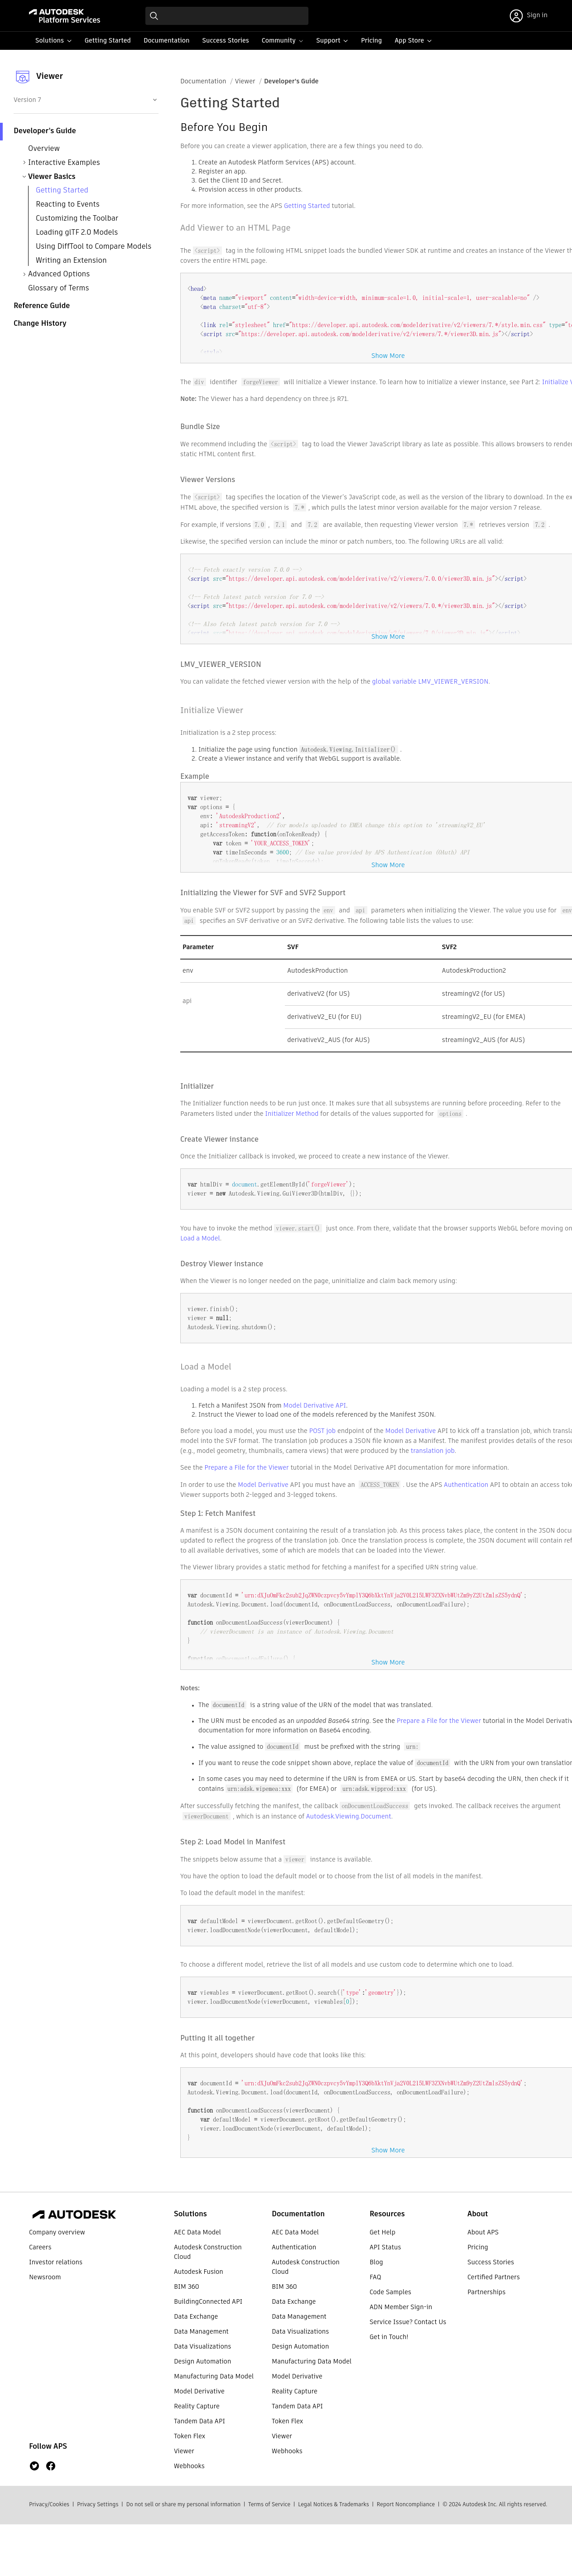 AUTODESK
Platform Services
Sign in
Solutions
Getting Started
Documentation
Success Stories
Community
Support
Pricing
App Store
Viewer
Version 7
Developer's Guide
Overview
Interactive Examples
Viewer Basics
Getting Started
Reacting to Events
Customizing the Toolbar
Loading glTF 2.0 Models
Using DiffTool to Compare Models
Writing an Extension
Advanced Options
Glossary of Terms
Reference Guide
Change History
Documentation / Viewer / Developer's Guide
Getting Started
Before You Begin
Before you can create a viewer application, there are a few things you need to do.
1. Create an Autodesk Platform Services (APS) account.
2. Register an app.
3. Get the Client ID and Secret.
4. Provision access in other products.
For more information, see the APS Getting Started tutorial.
Add Viewer to an HTML Page
The <script> tag in the following HTML snippet loads the bundled Viewer SDK at runtime and creates an instance of the Viewer th
covers the entire HTML page.
<head>
<meta name="viewport" content="width=device-width, minimum-scale=1.0, initial-scale=1, user-scalable=no" />
<meta charset="utf-8">
<link rel="stylesheet" href="https://developer.api.autodesk.com/modelderivative/v2/viewers/7.*/style.min.css" type="te
<script src="https://developer.api.autodesk.com/modelderivative/v2/viewers/7.*/viewer3D.min.js"></script>
Show More
The div identifier forgeViewer will initialize a Viewer instance. To learn how to initialize a viewer instance, see Part 2: Initialize V
Note: The Viewer has a hard dependency on three.js R71.
Bundle Size
We recommend including the <script> tag to load the Viewer JavaScript library as late as possible. This allows browsers to render
static HTML content first.
Viewer Versions
The <script> tag specifies the location of the Viewer's JavaScript code, as well as the version of the library to download. In the ex
HTML above, the specified version is 7.* , which pulls the latest minor version available for the major version 7 release.
For example, if versions 7.0 , 7.1 and 7.2 are available, then requesting Viewer version 7.* retrieves version 7.2 .
Likewise, the specified version can include the minor or patch numbers, too. The following URLs are all valid:
<!-- Fetch exactly version 7.0.0 -->
<script src="https://developer.api.autodesk.com/modelderivative/v2/viewers/7.0.0/viewer3D.min.js"></script>
<!-- Fetch latest patch version for 7.0 -->
<script src="https://developer.api.autodesk.com/modelderivative/v2/viewers/7.0.*/viewer3D.min.js"></script>
<!-- Also fetch latest patch version for 7.0 -->
Show More
LMV_VIEWER_VERSION
You can validate the fetched viewer version with the help of the global variable LMV_VIEWER_VERSION.
Initialize Viewer
Initialization is a 2 step process:
1. Initialize the page using function Autodesk.Viewing.Initializer() .
2. Create a Viewer instance and verify that WebGL support is available.
Example
var viewer;
var options = {
env: 'AutodeskProduction2',
api: 'streamingV2', // for models uploaded to EMEA change this option to 'streamingV2_EU'
getAccessToken: function(onTokenReady) {
var token = 'YOUR_ACCESS_TOKEN';
var timeInSeconds = 3600; // Use value provided by APS Authentication (OAuth) API
Show More
Initializing the Viewer for SVF and SVF2 Support
You enable SVF or SVF2 support by passing the env and api parameters when initializing the Viewer. The value you use for env
api specifies an SVF derivative or an SVF2 derivative. The following table lists the values to use:
Parameter SVF SVF2
env AutodeskProduction AutodeskProduction2
api derivativeV2 (for US) streamingV2 (for US)
derivativeV2_EU (for EU) streamingV2_EU (for EMEA)
derivativeV2_AUS (for AUS) streamingV2_AUS (for AUS)
Initializer
The Initializer function needs to be run just once. It makes sure that all subsystems are running before proceeding. Refer to the
Parameters listed under the Initializer Method for details of the values supported for options .
Create Viewer Instance
Once the Initializer callback is invoked, we proceed to create a new instance of the Viewer.
var htmlDiv = document.getElementById('forgeViewer');
viewer = new Autodesk.Viewing.GuiViewer3D(htmlDiv, {});
You have to invoke the method viewer.start() just once. From there, validate that the browser supports WebGL before moving on
Load a Model.
Destroy Viewer Instance
When the Viewer is no longer needed on the page, uninitialize and claim back memory using:
viewer.finish();
viewer = null;
Autodesk.Viewing.shutdown();
Load a Model
Loading a model is a 2 step process.
1. Fetch a Manifest JSON from Model Derivative API.
2. Instruct the Viewer to load one of the models referenced by the Manifest JSON.
Before you load a model, you must use the POST job endpoint of the Model Derivative API to kick off a translation job, which transla
model into the SVF format. The translation job produces a JSON file known as a Manifest. The manifest provides details of the resou
(e.g., model geometry, thumbnails, camera views) that were produced by the translation job.
See the Prepare a File for the Viewer tutorial in the Model Derivative API documentation for more information.
In order to use the Model Derivative API you must have an ACCESS_TOKEN . Use the APS Authentication API to obtain an access toke
Viewer supports both 2-legged and 3-legged tokens.
Step 1: Fetch Manifest
A manifest is a JSON document containing the result of a translation job. As this process takes place, the content in the JSON docu
updated to reflect the progress of the translation job. Once the translation process is complete, the JSON document will contain ref
to all available derivatives, some of which are models that can be loaded into the Viewer.
The Viewer library provides a static method for fetching a manifest for a specified URN string value.
Autodesk.Viewing.Document.load(documentId, onDocumentLoadSuccess, onDocumentLoadFailure);
function onDocumentLoadSuccess(viewerDocument) {
// viewerDocument is an instance of Autodesk.Viewing.Document
}
Show More
Notes:
• The documentId is a string value of the URN of the model that was translated.
• The URN must be encoded as an unpadded Base64 string. See the Prepare a File for the Viewer tutorial in the Model Derivativ
documentation for more information on Base64 encoding.
• The value assigned to documentId must be prefixed with the string urn:
• If you want to reuse the code snippet shown above, replace the value of documentId with the URN from your own translation
• In some cases you may need to determine if the URN is from EMEA or US. Start by base64 decoding the URN, then check if it
contains urn:adsk.wipemea:xxx (for EMEA) or urn:adsk.wipprod:xxx (for US).
After successfully fetching the manifest, the callback onDocumentLoadSuccess gets invoked. The callback receives the argument
viewerDocument , which is an instance of Autodesk.Viewing.Document.
Step 2: Load Model in Manifest
The snippets below assume that a viewer instance is available.
You have the option to load the default model or to choose from the list of all models in the manifest.
To load the default model in the manifest:
var defaultModel = viewerDocument.getRoot().getDefaultGeometry();
viewer.loadDocumentNode(viewerDocument, defaultModel);
To choose a different model, retrieve the list of all models and use custom code to determine which one to load.
var viewables = viewerDocument.getRoot().search({'type':'geometry'});
viewer.loadDocumentNode(viewerDocument, viewables[0]);
Putting it all together
At this point, developers should have code that looks like this:
Autodesk.Viewing.Document.load(documentId, onDocumentLoadSuccess, onDocumentLoadFailure);
function onDocumentLoadSuccess(viewerDocument) {
var defaultModel = viewerDocument.getRoot().getDefaultGeometry();
viewer.loadDocumentNode(viewerDocument, defaultModel);
}
Show More
AUTODESK
Company overview
Careers
Investor relations
Newsroom
Follow APS
Solutions
AEC Data Model
Autodesk Construction
Cloud
Autodesk Fusion
BIM 360
BuildingConnected API
Data Exchange
Data Management
Data Visualizations
Design Automation
Manufacturing Data Model
Model Derivative
Reality Capture
Tandem Data API
Token Flex
Viewer
Webhooks
Documentation
AEC Data Model
Authentication
Autodesk Construction
Cloud
BIM 360
Data Exchange
Data Management
Data Visualizations
Design Automation
Manufacturing Data Model
Model Derivative
Reality Capture
Tandem Data API
Token Flex
Viewer
Webhooks
Resources
Get Help
API Status
Blog
FAQ
Code Samples
ADN Member Sign-in
Service Issue? Contact Us
Get in Touch!
About
About APS
Pricing
Success Stories
Certified Partners
Partnerships
Privacy/Cookies | Privacy Settings | Do not sell or share my personal information | Terms of Service | Legal Notices & Trademarks | Report Noncompliance | © 2024 Autodesk Inc. All rights reserved.